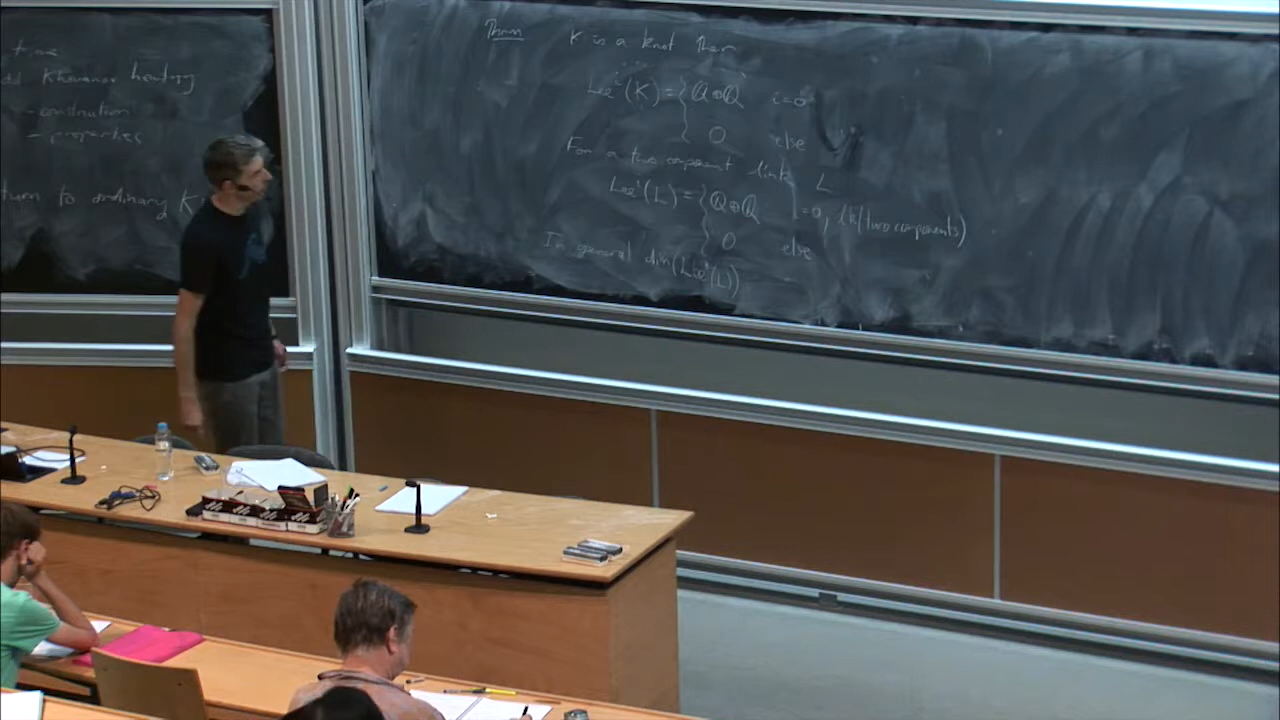 Khovanov homology
- construction
- properties
turn to ordinary K
Thm K is a knot Then
Lee^i(K) = { Q⊕Q i=0
0 else
For a two component link L
Lee^i(L) = { Q⊕Q i=0, lk(two components)
0 else
In general dim(Lee^i(L))